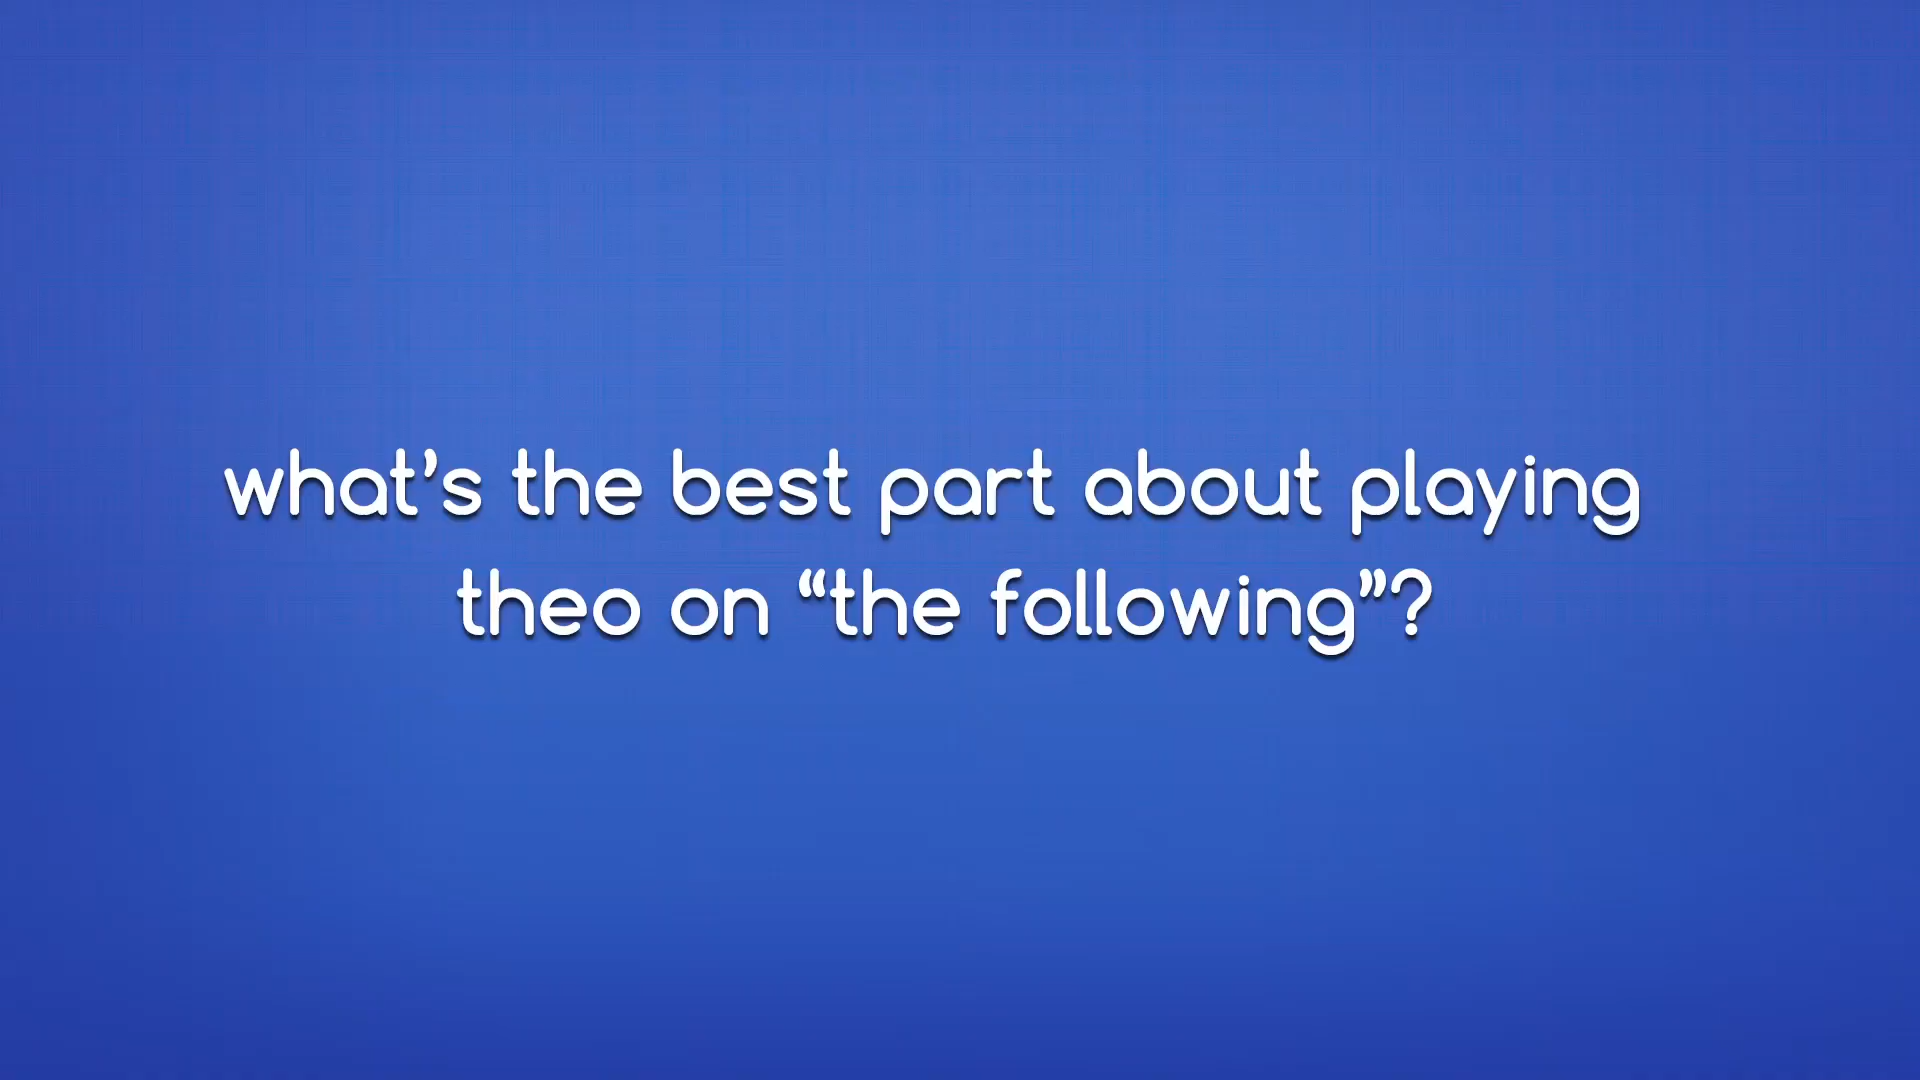 what’s the best part about playing
theo on “the following”?